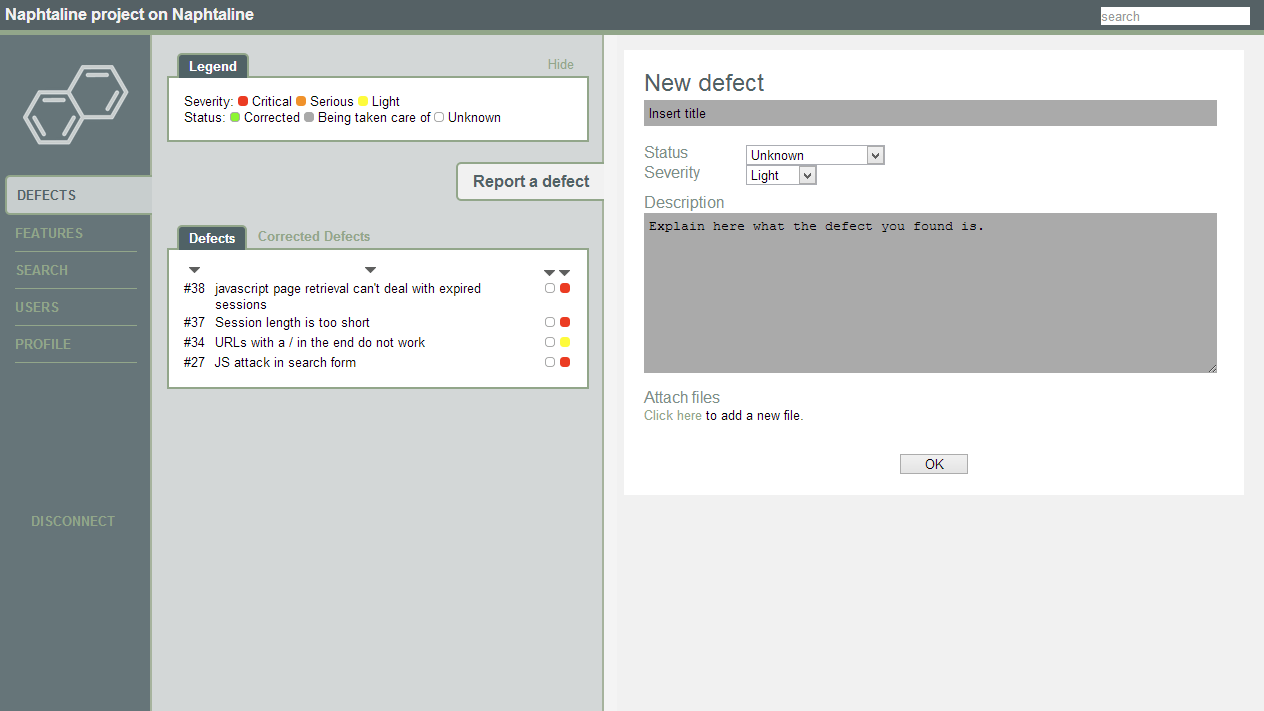 Naphtaline project on Naphtaline
search
DEFECTS
FEATURES
SEARCH
USERS
PROFILE
DISCONNECT
Legend
Hide
Severity: Critical Serious Light
Status: Corrected Being taken care of Unknown
Report a defect
Defects
Corrected Defects
#38 javascript page retrieval can't deal with expired
sessions
#37 Session length is too short
#34 URLs with a / in the end do not work
#27 JS attack in search form
New defect
Insert title
Status Unknown
Severity Light
Description
Explain here what the defect you found is.
Attach files
Click here to add a new file.
OK